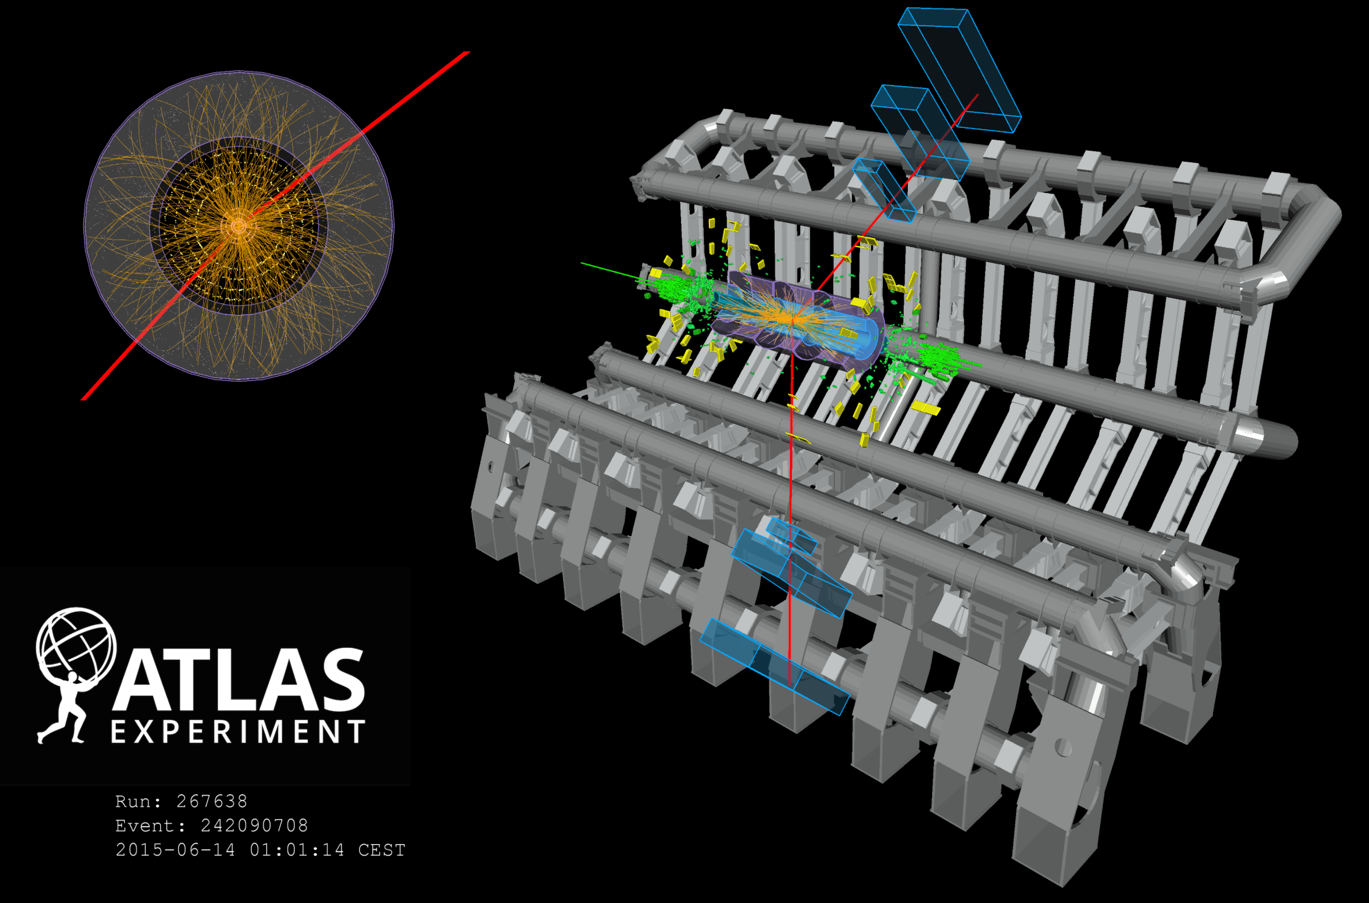 ATLAS
EXPERIMENT
Run: 267638
Event: 242090708
2015-06-14 01:01:14 CEST